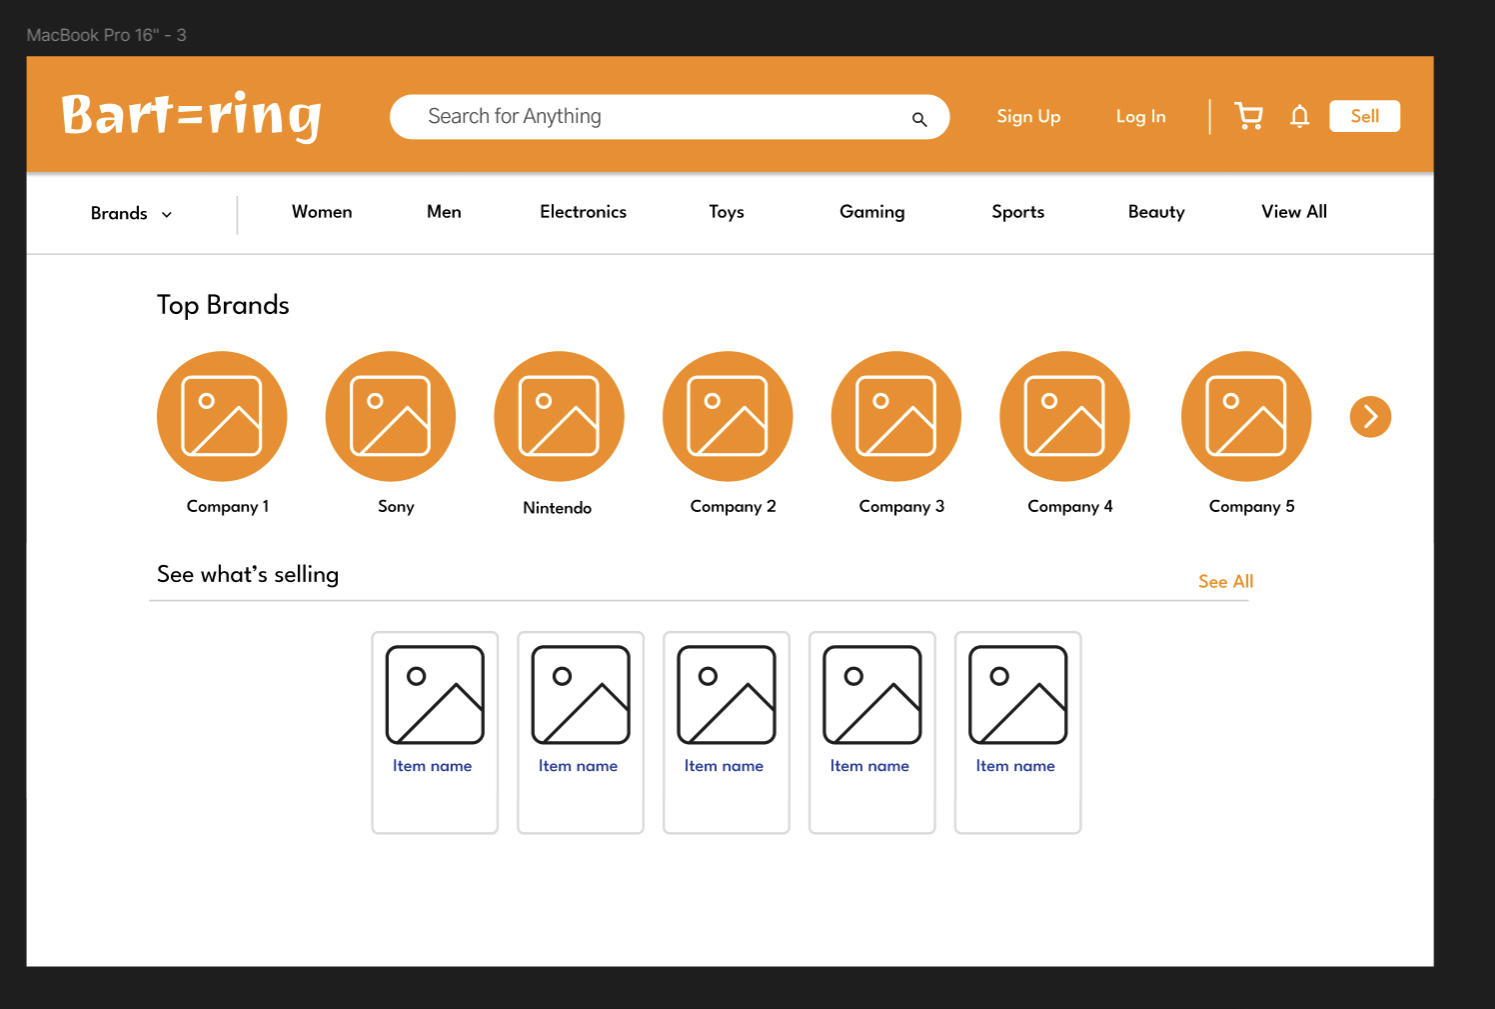 MacBook Pro 16" - 3
Bart=ring
Search for Anything
Sign Up
Log In
Sell
Brands
Women
Men
Electronics
Toys
Gaming
Sports
Beauty
View All
Top Brands
Company 1
Sony
Nintendo
Company 2
Company 3
Company 4
Company 5
See what’s selling
See All
Item name
Item name
Item name
Item name
Item name